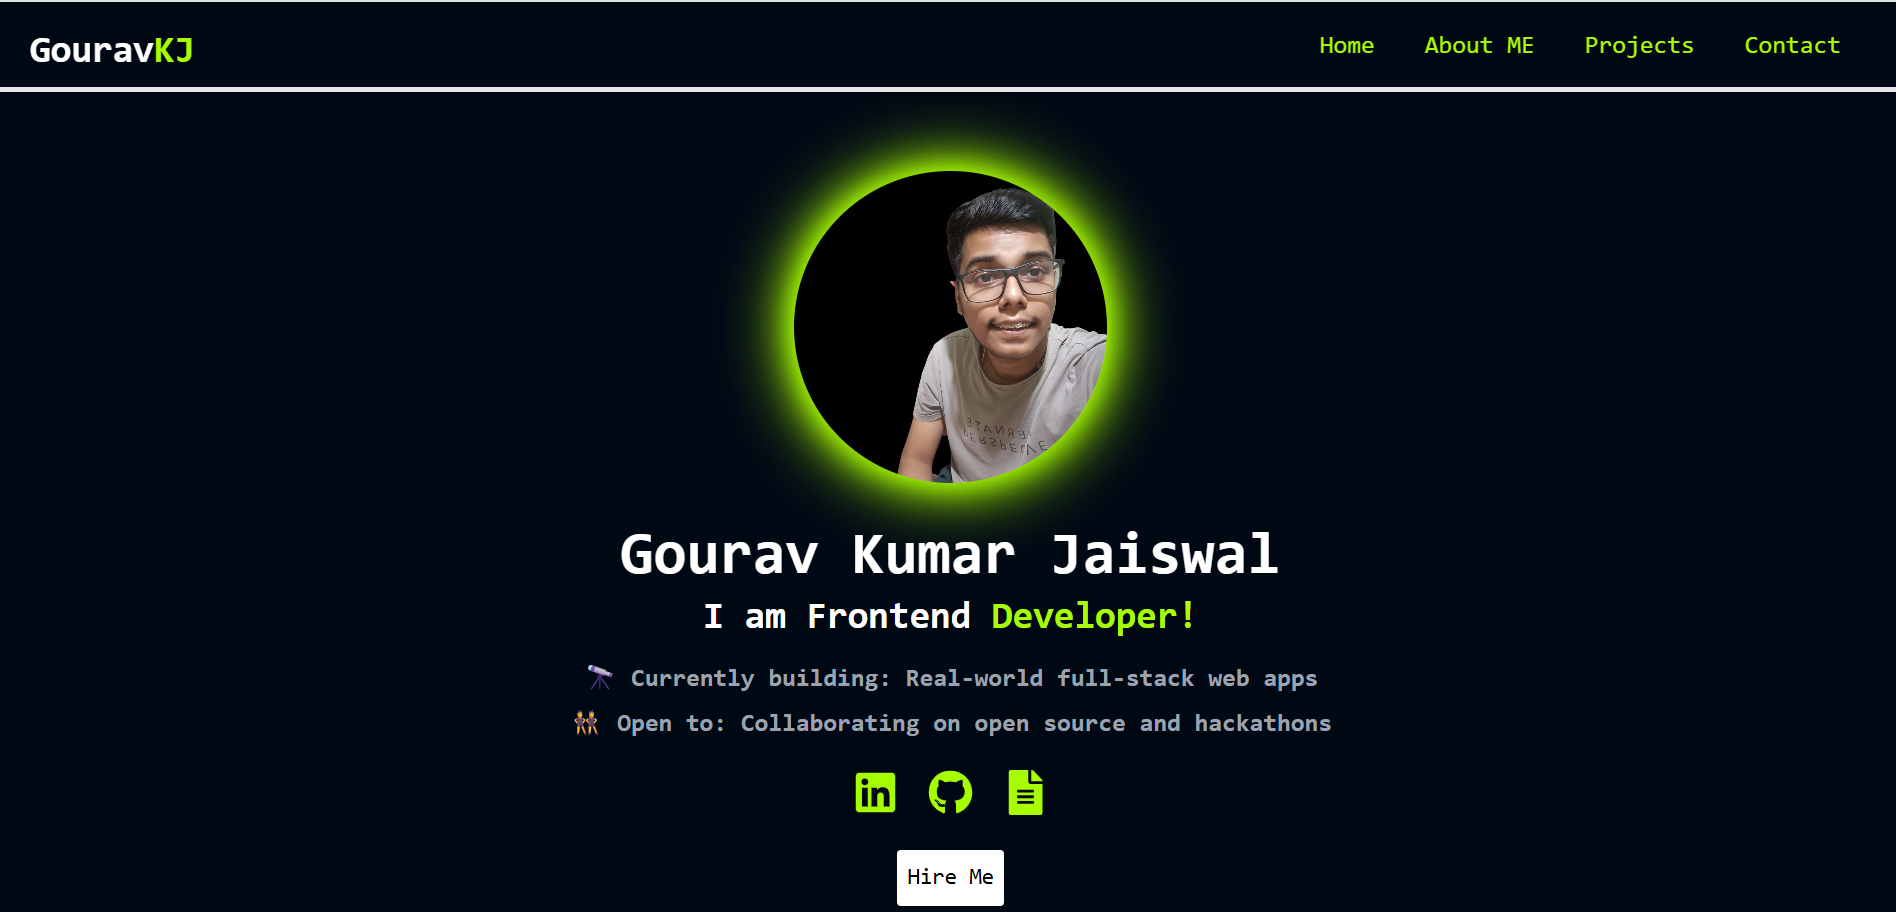 GouravKJ
Home About ME Projects Contact
Gourav Kumar Jaiswal
I am Frontend Developer!
Currently building: Real-world full-stack web apps
Open to: Collaborating on open source and hackathons
in
Hire Me